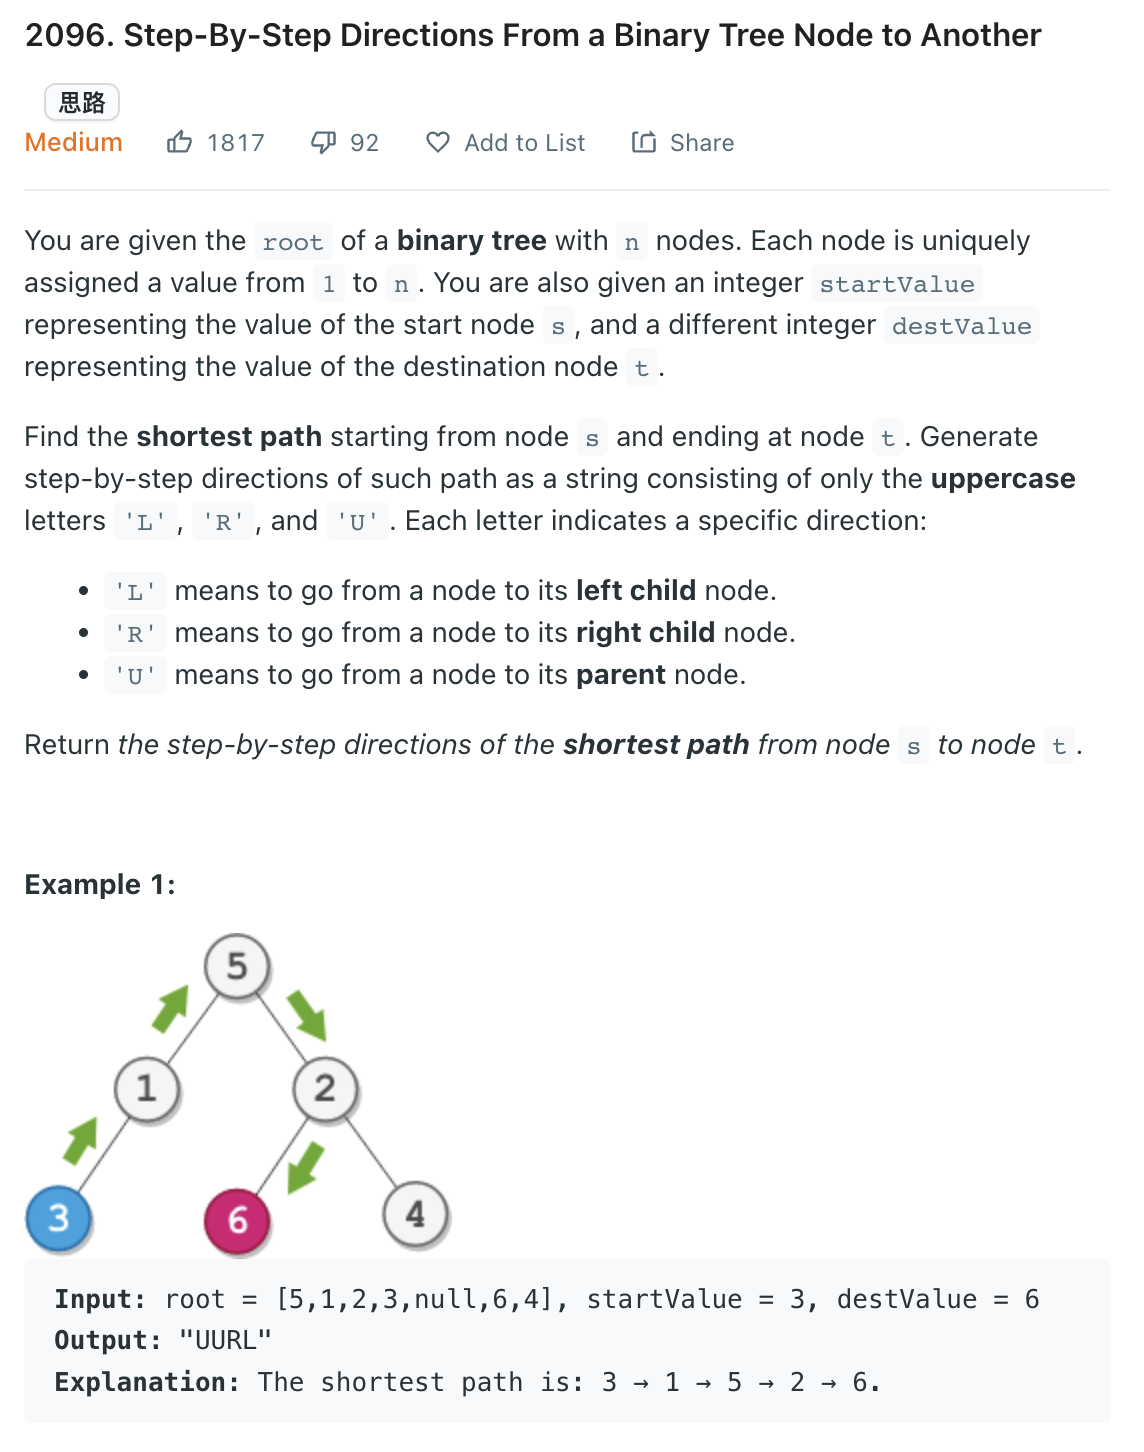 2096. Step-By-Step Directions From a Binary Tree Node to Another
思路
Medium 1817 92 Add to List Share
You are given the root of a binary tree with n nodes. Each node is uniquely
assigned a value from 1 to n. You are also given an integer startValue
representing the value of the start node s, and a different integer destValue
representing the value of the destination node t.
Find the shortest path starting from node s and ending at node t. Generate
step-by-step directions of such path as a string consisting of only the uppercase
letters 'L', 'R', and 'U'. Each letter indicates a specific direction:
• 'L' means to go from a node to its left child node.
• 'R' means to go from a node to its right child node.
• 'U' means to go from a node to its parent node.
Return the step-by-step directions of the shortest path from node s to node t.
Example 1:
5
1 2
3 6 4
Input: root = [5,1,2,3,null,6,4], startValue = 3, destValue = 6
Output: "UURL"
Explanation: The shortest path is: 3 → 1 → 5 → 2 → 6.